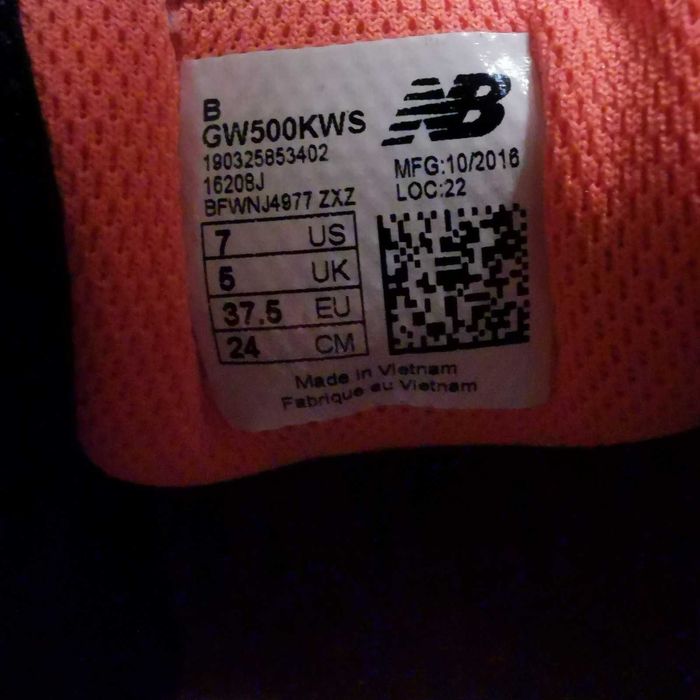 B
GW500KWS
190325853402
16208J
BFWNJ4977 ZXZ
NB
MFG:10/2016
LOC:22
7 US
5 UK
37.5 EU
24 CM
Made in Vietnam
Fabrique au Vietnam